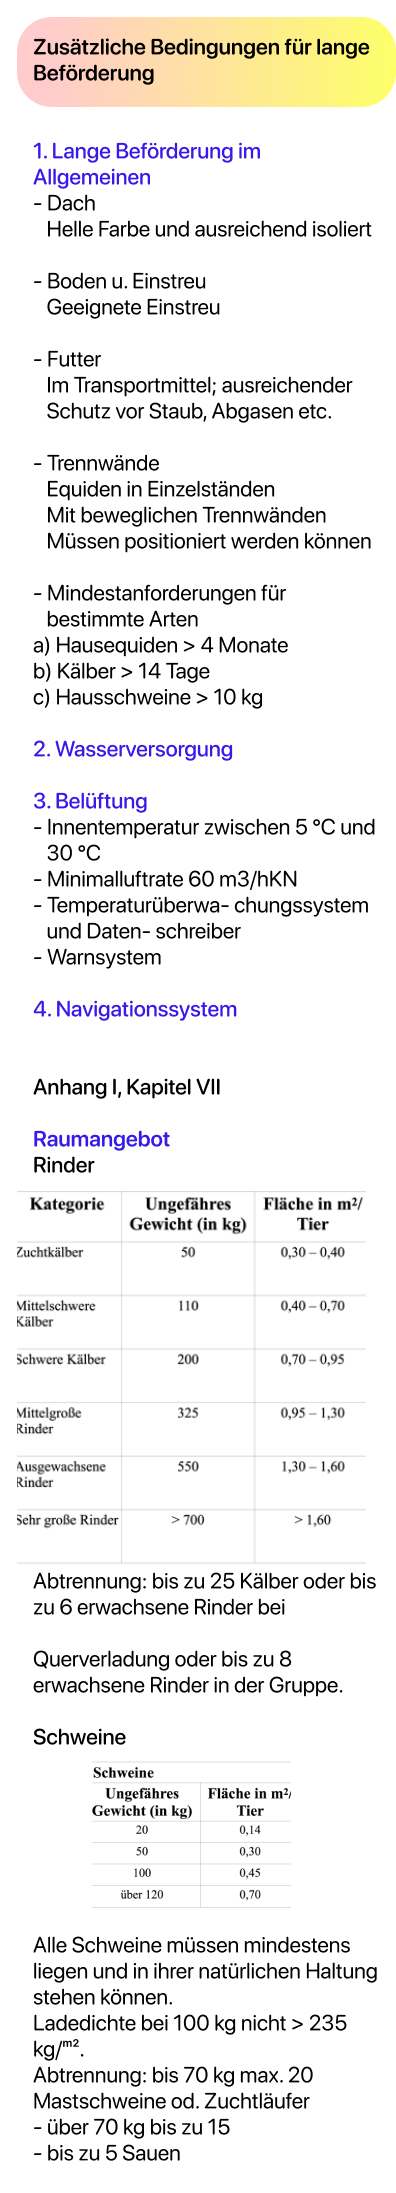 Zusätzliche Bedingungen für lange
Beförderung
1. Lange Beförderung im
Allgemeinen
- Dach
Helle Farbe und ausreichend isoliert
- Boden u. Einstreu
Geeignete Einstreu
- Futter
Im Transportmittel; ausreichender
Schutz vor Staub, Abgasen etc.
- Trennwände
Equiden in Einzelständen
Mit beweglichen Trennwänden
Müssen positioniert werden können
- Mindestanforderungen für
bestimmte Arten
a) Hausequiden > 4 Monate
b) Kälber > 14 Tage
c) Hausschweine > 10 kg
2. Wasserversorgung
3. Belüftung
- Innentemperatur zwischen 5 °C und
30 °C
- Minimalluftrate 60 m3/hKN
- Temperaturüberwa- chungssystem
und Daten- schreiber
- Warnsystem
4. Navigationssystem
Anhang I, Kapitel VII
Raumangebot
Rinder
Kategorie Ungefähres Gewicht (in kg) Fläche in m²/ Tier
Zuchtkälber 50 0,30 – 0,40
Mittelschwere Kälber 110 0,40 – 0,70
Schwere Kälber 200 0,70 – 0,95
Mittelgroße Rinder 325 0,95 – 1,30
Ausgewachsene Rinder 550 1,30 – 1,60
Sehr große Rinder > 700 > 1,60
Abtrennung: bis zu 25 Kälber oder bis
zu 6 erwachsene Rinder bei
Querverladung oder bis zu 8
erwachsene Rinder in der Gruppe.
Schweine
Schweine
Ungefähres Gewicht (in kg) Fläche in m²/ Tier
20 0,14
50 0,30
100 0,45
über 120 0,70
Alle Schweine müssen mindestens
liegen und in ihrer natürlichen Haltung
stehen können.
Ladedichte bei 100 kg nicht > 235
kg/m².
Abtrennung: bis 70 kg max. 20
Mastschweine od. Zuchtläufer
- über 70 kg bis zu 15
- bis zu 5 Sauen